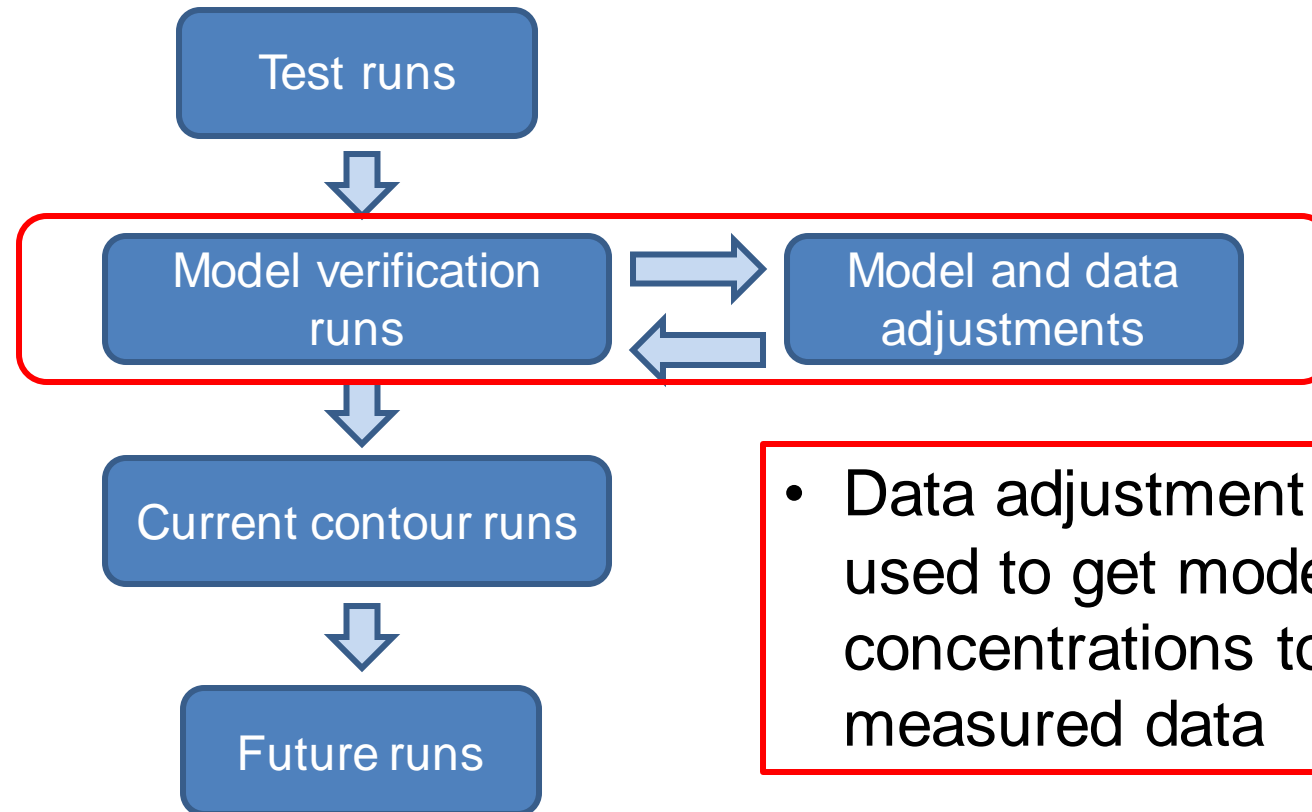 Test runs
Model verification
runs
Model and data
adjustments
Current contour runs
Future runs
• Data adjustment
used to get mode
concentrations to
measured data